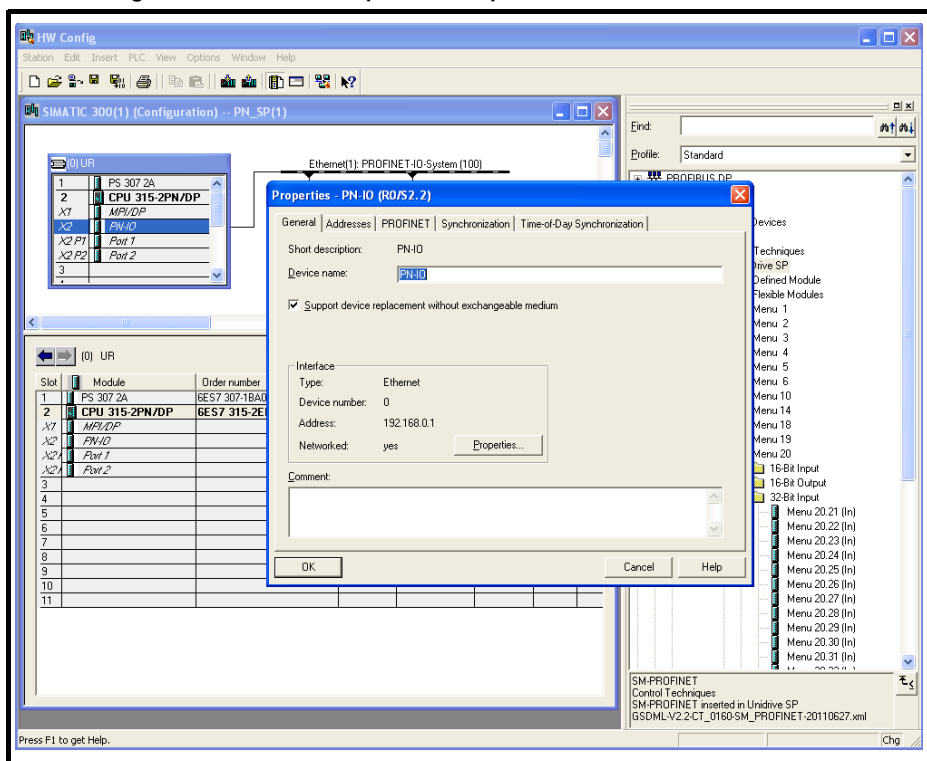 HW Config
Station Edit Insert PLC View Options Window Help
SIMATIC 300(1) (Configuration) -- PN_SP(1)
(0) UR
1 PS 307 2A
2 CPU 315-2PN/DP
X1 MPI/DP
X2 PN-IO
X2 P1 Port 1
X2 P2 Port 2
3
Ethernet(1): PROFINET-IO-System (100)
Properties - PN-IO (R0/S2.2)
General Addresses PROFINET Synchronization Time-of-Day Synchronization
Short description: PN-IO
Device name: PN-IO
Support device replacement without exchangeable medium
Interface
Type: Ethernet
Device number: 0
Address: 192.168.0.1
Networked: yes Properties...
Comment:
OK Cancel Help
(0) UR
Slot Module Order number
1 PS 307 2A 6ES7 307-1BA0
2 CPU 315-2PN/DP 6ES7 315-2E
X1 MPI/DP
X2 PN-IO
X2 Port 1
X2 Port 2
3
4
5
6
7
8
9
10
11
Find:
Profile: Standard
PROFIBUS DP
Devices
Techniques
drive SP
Defined Module
Flexible Modules
Menu 1
Menu 2
Menu 3
Menu 4
Menu 5
Menu 6
Menu 10
Menu 14
Menu 18
Menu 19
Menu 20
16-Bit Input
16-Bit Output
32-Bit Input
Menu 20.21 (In)
Menu 20.22 (In)
Menu 20.23 (In)
Menu 20.24 (In)
Menu 20.25 (In)
Menu 20.26 (In)
Menu 20.27 (In)
Menu 20.28 (In)
Menu 20.29 (In)
Menu 20.30 (In)
Menu 20.31 (In)
SM-PROFINET
Control Techniques
SM-PROFINET inserted in Unidrive SP
GSDML-V2.2-CT_0160-SM_PROFINET-20110627.xml
Press F1 to get Help.
Chg